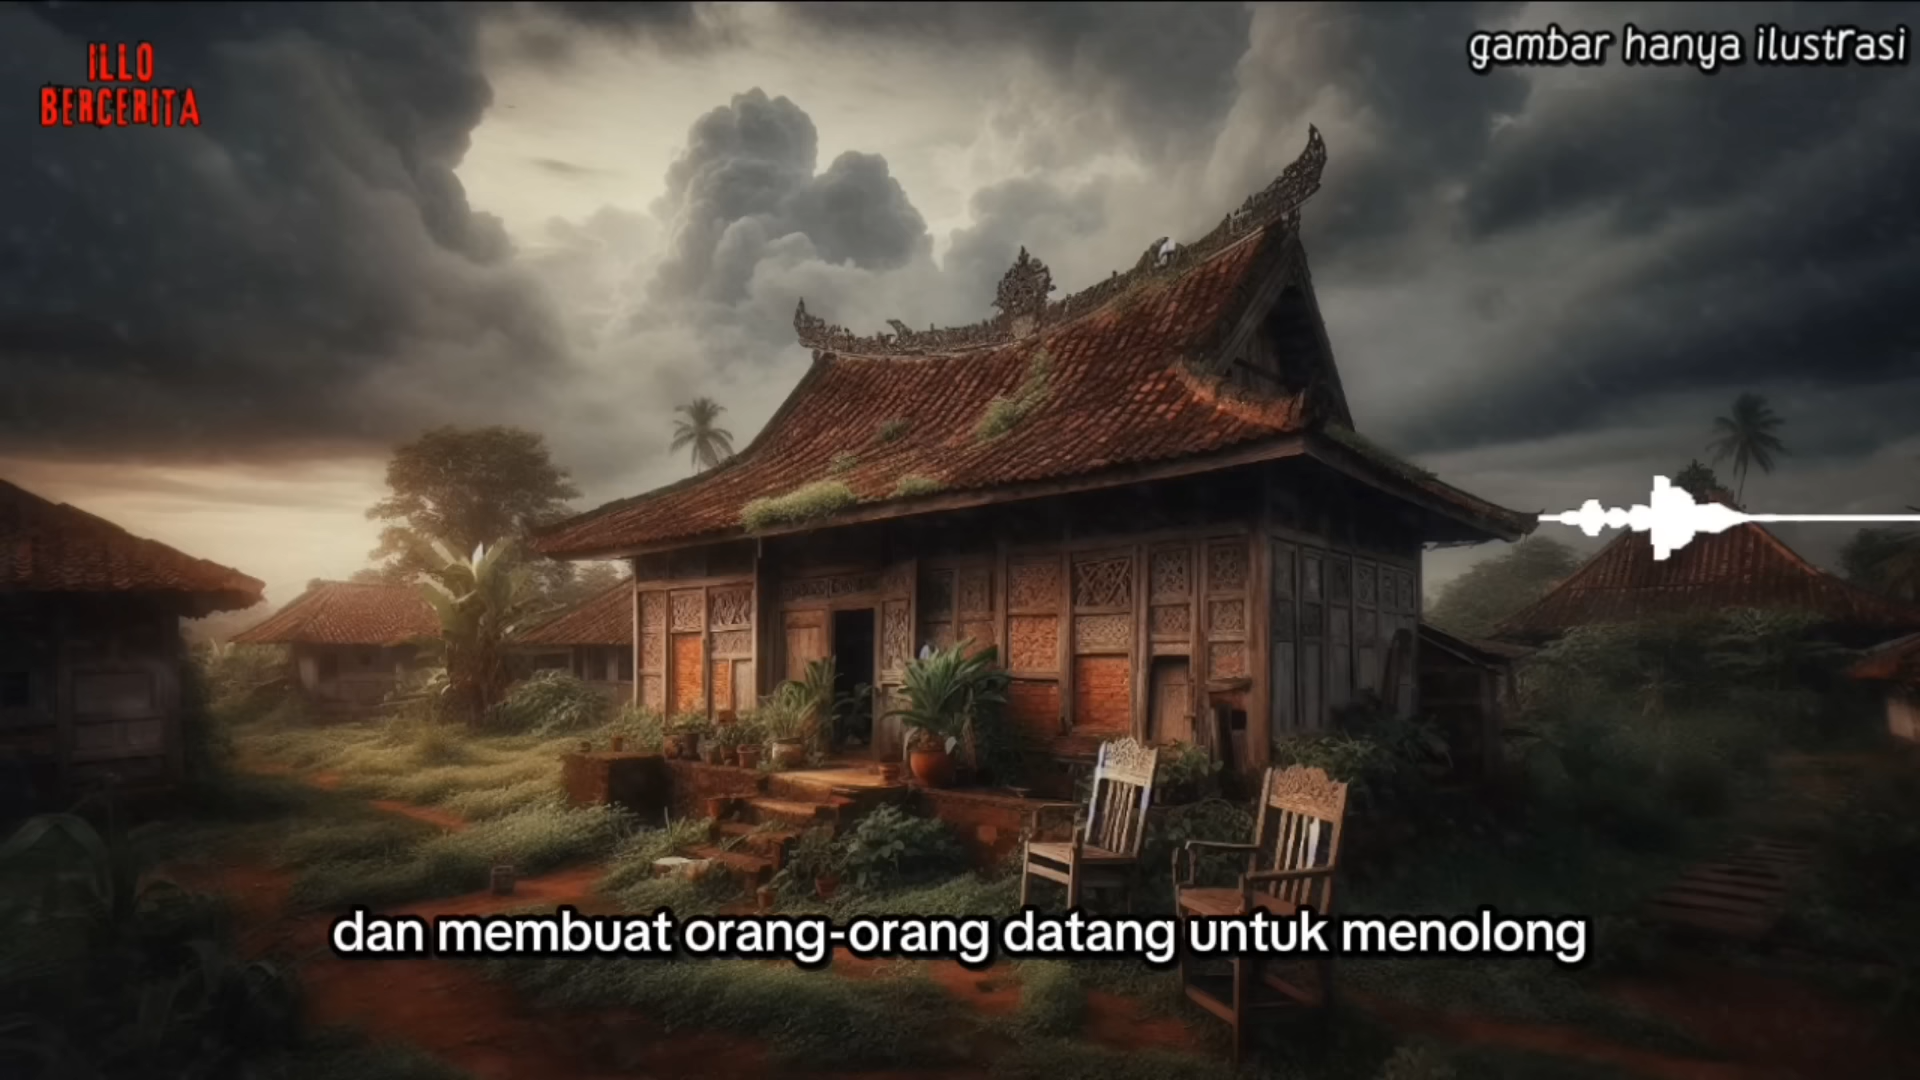 ILLO
BERCERITA
gambar hanya ilustrasi
dan membuat orang-orang datang untuk menolong